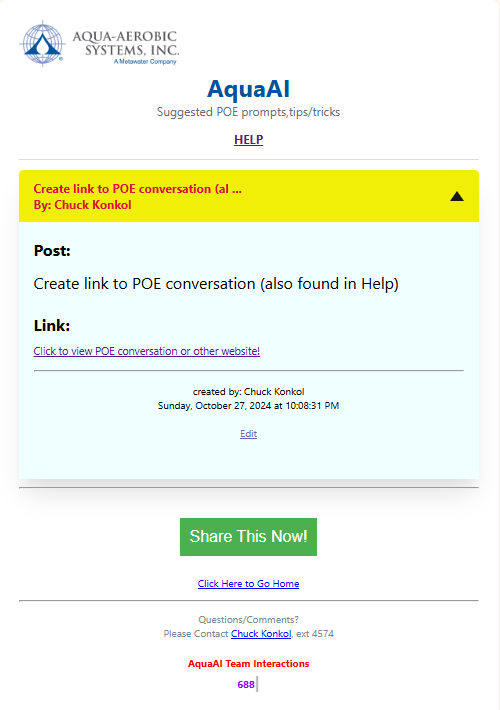 AQUA-AEROBIC
SYSTEMS, INC.
®
A Metawater Company
AquaAI
Suggested POE prompts,tips/tricks
HELP
Create link to POE conversation (al ...
By: Chuck Konkol
Post:
Create link to POE conversation (also found in Help)
Link:
Click to view POE conversation or other website!
created by: Chuck Konkol
Sunday, October 27, 2024 at 10:08:31 PM
Edit
Share This Now!
Click Here to Go Home
Questions/Comments?
Please Contact Chuck Konkol, ext 4574
AquaAI Team Interactions
688